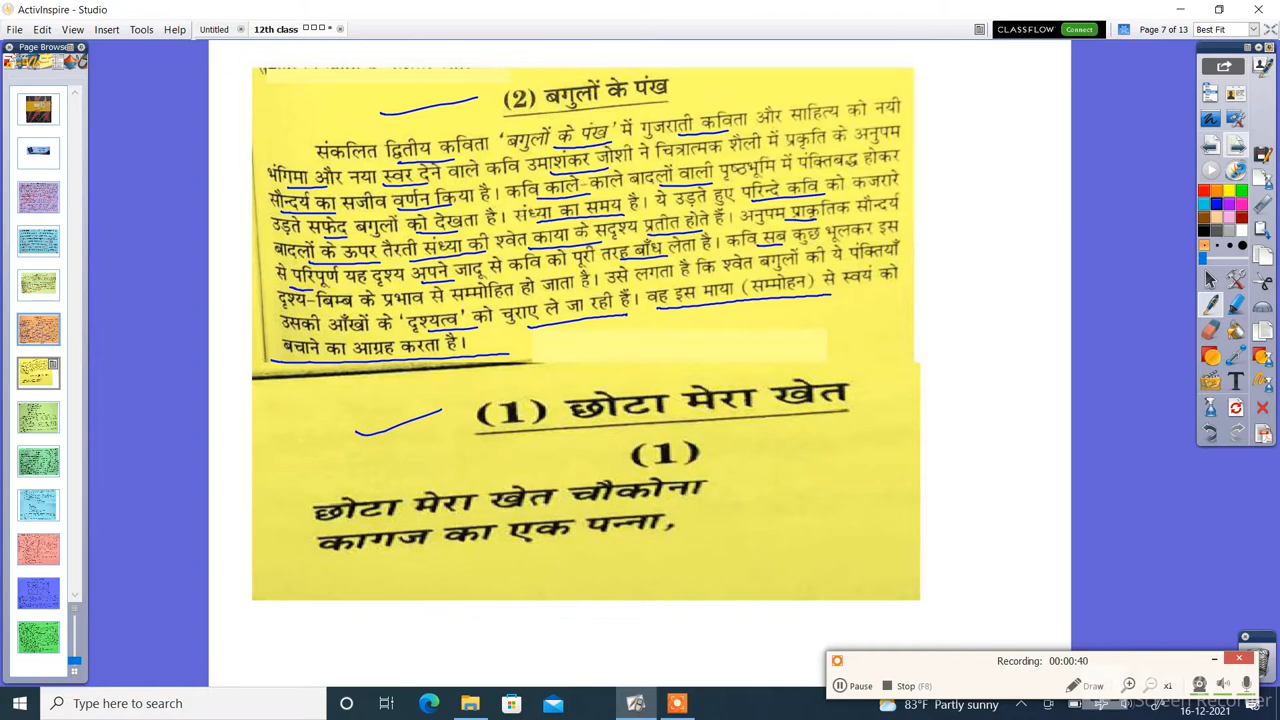 ActivInspire - Studio
File Edit View Insert Tools Help Untitled 12th class CLASSFLOW Connect Page 7 of 13 Best Fit
Page Browser
(2) बगुलों के पंख
संकलित द्वितीय कविता 'बगुलों के पंख' में गुजराती कविता और साहित्य को नयी
भंगिमा और नया स्वर देने वाले कवि उमाशंकर जोशी ने चित्रात्मक शैली में प्रकृति के अनुपम
सौन्दर्य का सजीव वर्णन किया है। कवि काले-काले बादलों वाली पृष्ठभूमि में पंक्तिबद्ध होकर
उड़ते सफेद बगुलों को देखता है। संध्या का समय है। ये उड़ते हुए परिन्दे कवि को कजरारे
बादलों के ऊपर तैरती संध्या की श्वेत काया के सदृश्य प्रतीत होते हैं। अनुपम प्राकृतिक सौन्दर्य
से परिपूर्ण यह दृश्य अपने जादू से कवि को पूरी तरह बाँध लेता है। कवि सब कुछ भूलकर इस
दृश्य-बिम्ब के प्रभाव से सम्मोहित हो जाता है। उसे लगता है कि श्वेत बगुलों की ये पंक्तियाँ
उसकी आँखों के 'दृश्यत्व' को चुराए ले जा रही हैं। वह इस माया (सम्मोहन) से स्वयं को
बचाने का आग्रह करता है।
(1) छोटा मेरा खेत
(1)
छोटा मेरा खेत चौकोना
कागज का एक पन्ना,
Recording: 00:00:40
Pause Stop (F8) Draw x1
Type here to search
83°F Partly sunny
16-12-2021